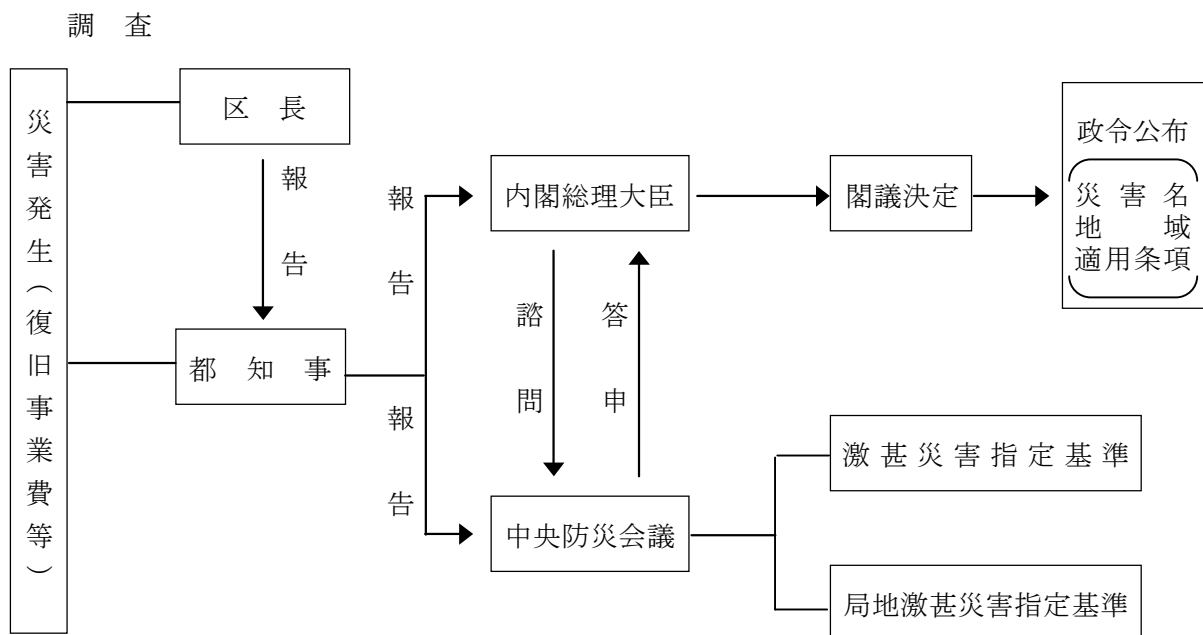 調査
災害発生(復旧事業費等)
区長
報告
都知事
報告
報告
内閣総理大臣
諮問
答申
中央防災会議
閣議決定
政令公布
災害名
地域
適用条項
激甚災害指定基準
局地激甚災害指定基準